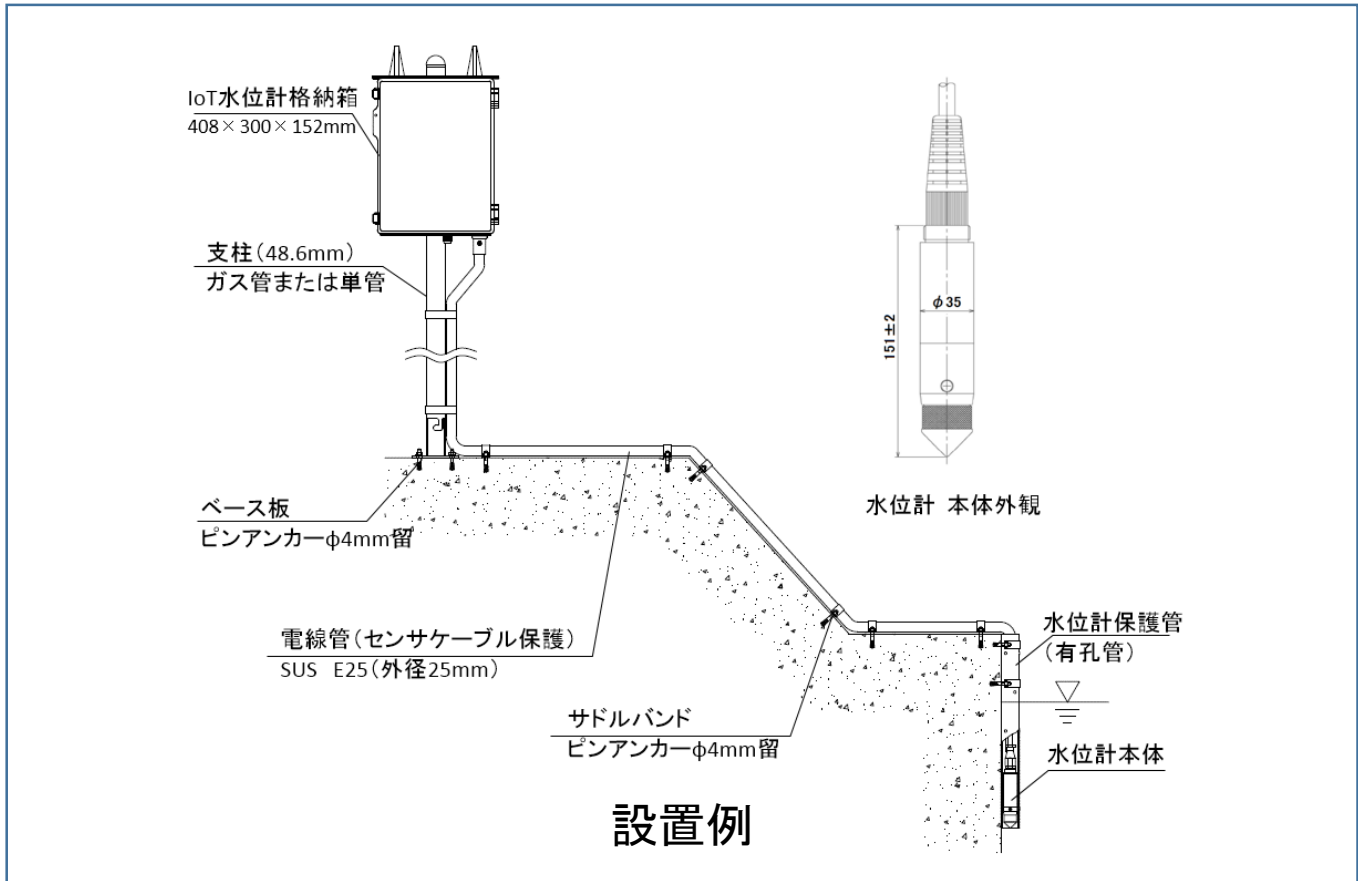 IoT水位計格納箱
408×300×152mm
支柱(48.6mm)
ガス管または単管
ベース板
ピンアンカーφ4mm留
電線管(センサケーブル保護)
SUS E25(外径25mm)
サドルバンド
ピンアンカーφ4mm留
水位計保護管
(有孔管)
水位計本体
φ35
151±2
水位計 本体外観
設置例